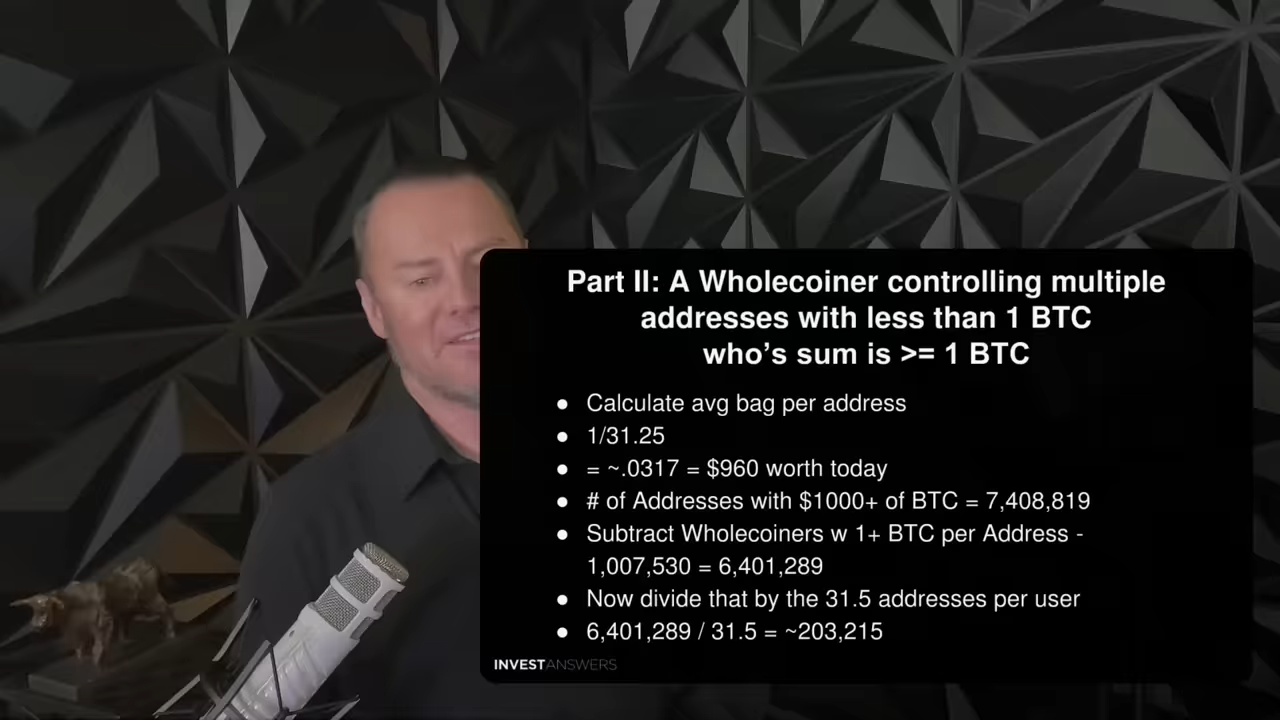 Part II: A Wholecoiner controlling multiple
addresses with less than 1 BTC
who's sum is >= 1 BTC
● Calculate avg bag per address
● 1/31.25
● = ~.0317 = $960 worth today
● # of Addresses with $1000+ of BTC = 7,408,819
● Subtract Wholecoiners w 1+ BTC per Address -
1,007,530 = 6,401,289
● Now divide that by the 31.5 addresses per user
● 6,401,289 / 31.5 = ~203,215
INVESTANSWERS